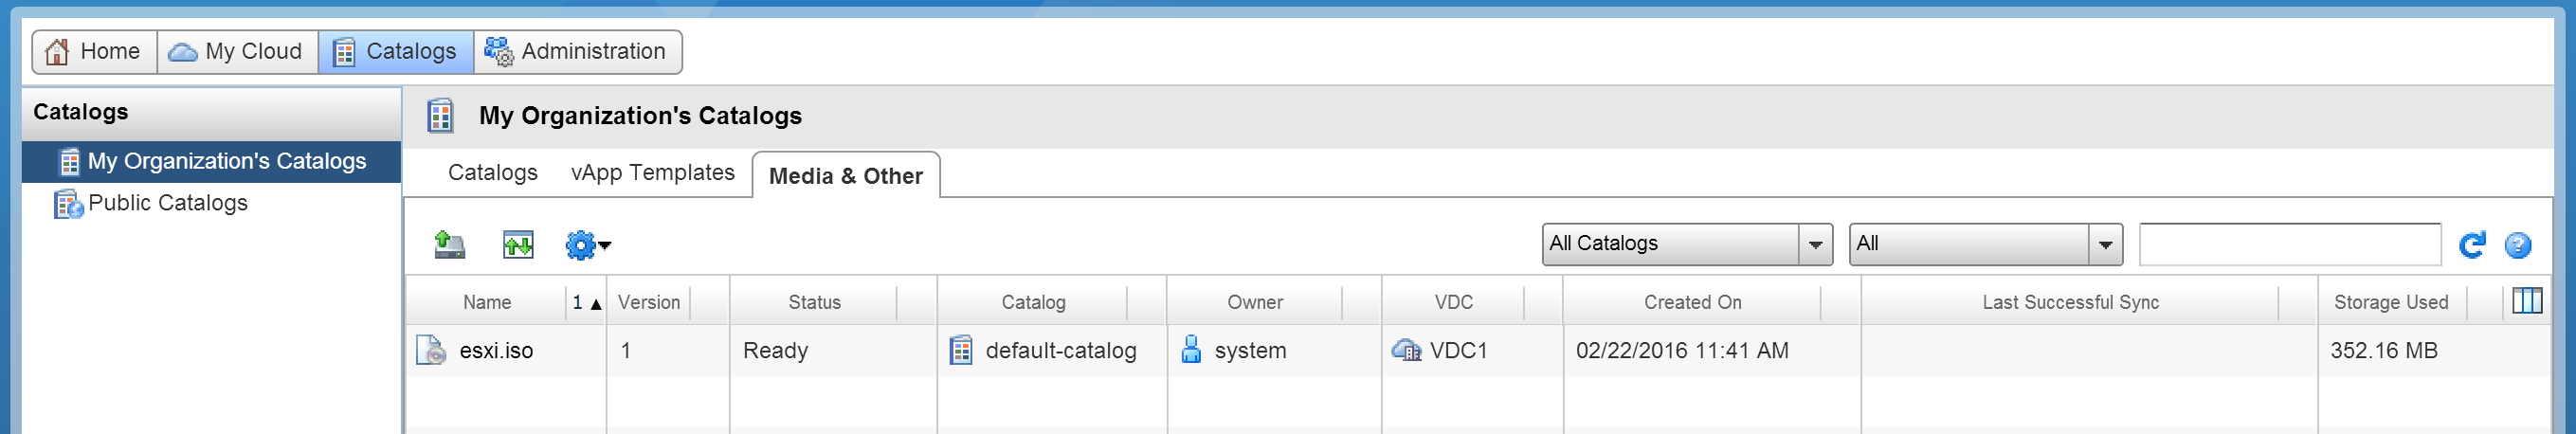 Home My Cloud Catalogs Administration
Catalogs
My Organization's Catalogs
Public Catalogs
My Organization's Catalogs
Catalogs vApp Templates Media & Other
All Catalogs All
Name 1 ▲ Version Status Catalog Owner VDC Created On Last Successful Sync Storage Used
esxi.iso 1 Ready default-catalog system VDC1 02/22/2016 11:41 AM 352.16 MB